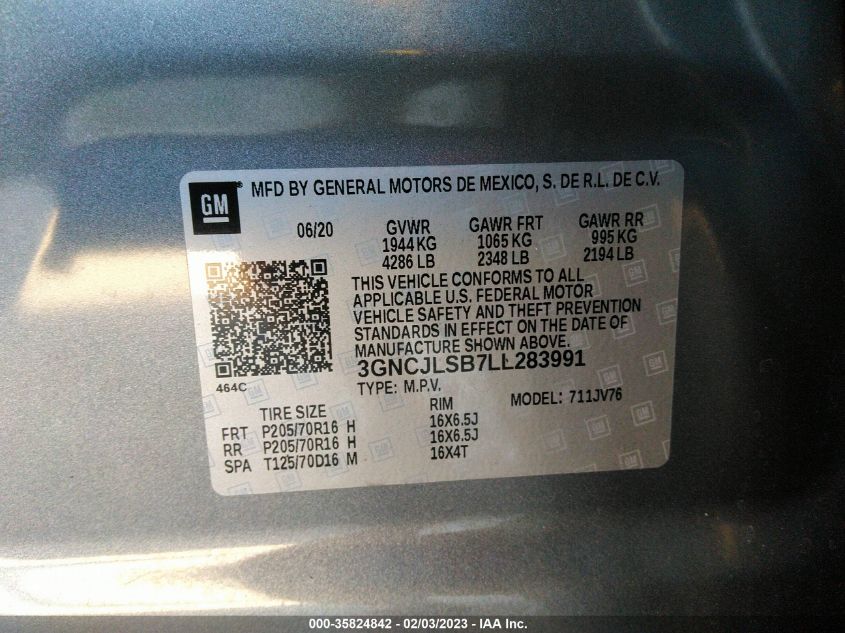 GM
MFD BY GENERAL MOTORS DE MEXICO, S. DE R.L. DE C.V.
06/20 GVWR GAWR FRT GAWR RR
1944 KG 1065 KG 995 KG
4286 LB 2348 LB 2194 LB
THIS VEHICLE CONFORMS TO ALL
APPLICABLE U.S. FEDERAL MOTOR
VEHICLE SAFETY AND THEFT PREVENTION
STANDARDS IN EFFECT ON THE DATE OF
MANUFACTURE SHOWN ABOVE.
3GNCJLSB7LL283991
464C
TYPE: M.P.V. MODEL: 711JV76
TIRE SIZE RIM
FRT P205/70R16 H 16X6.5J
RR P205/70R16 H 16X6.5J
SPA T125/70D16 M 16X4T
000-35824842 - 02/03/2023 - IAA Inc.